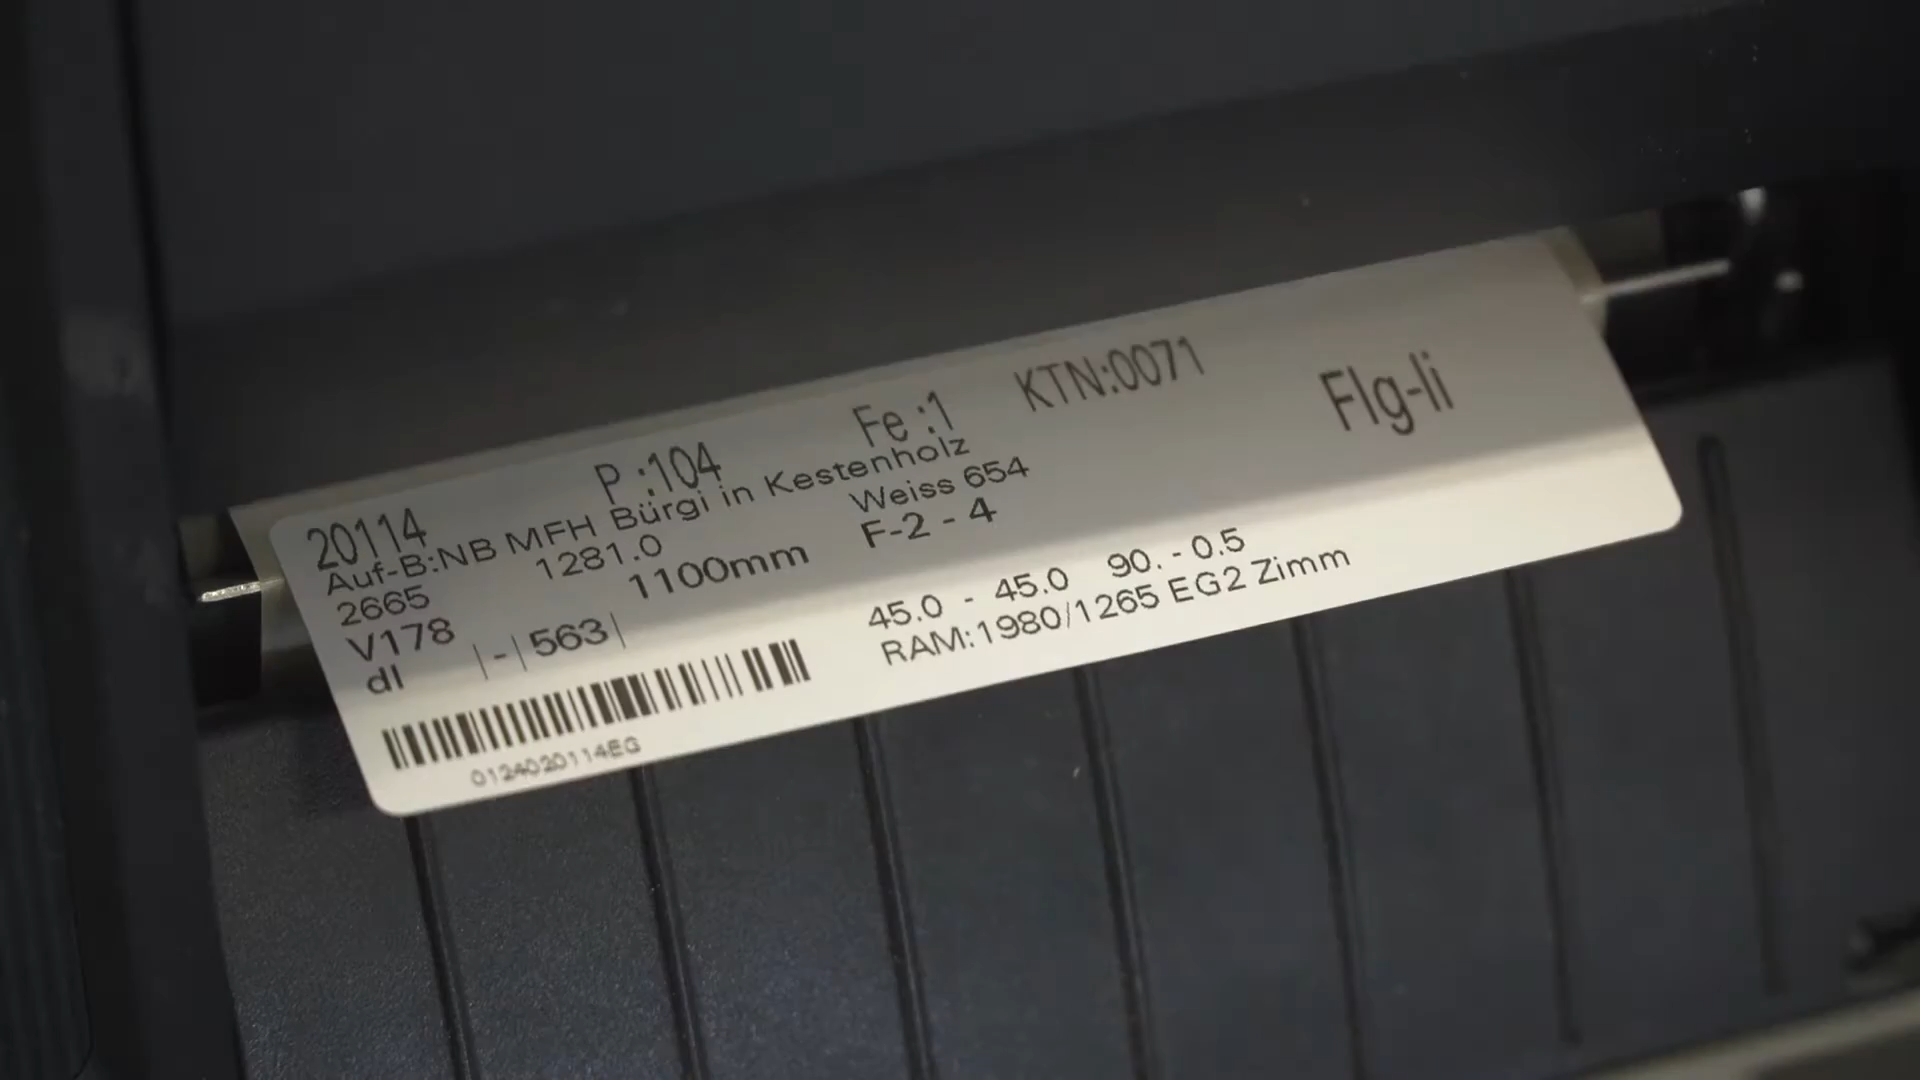 20114 P :104 Fe :1 KTN:0071 Flg-li
Auf-B:NB MFH Bürgi in Kestenholz
2665 1281.0 Weiss 654
V178 1100mm F-2 - 4
dl |-|563|
45.0 - 45.0 90. - 0.5
RAM:1980/1265 EG2 Zimm
0124020114EG